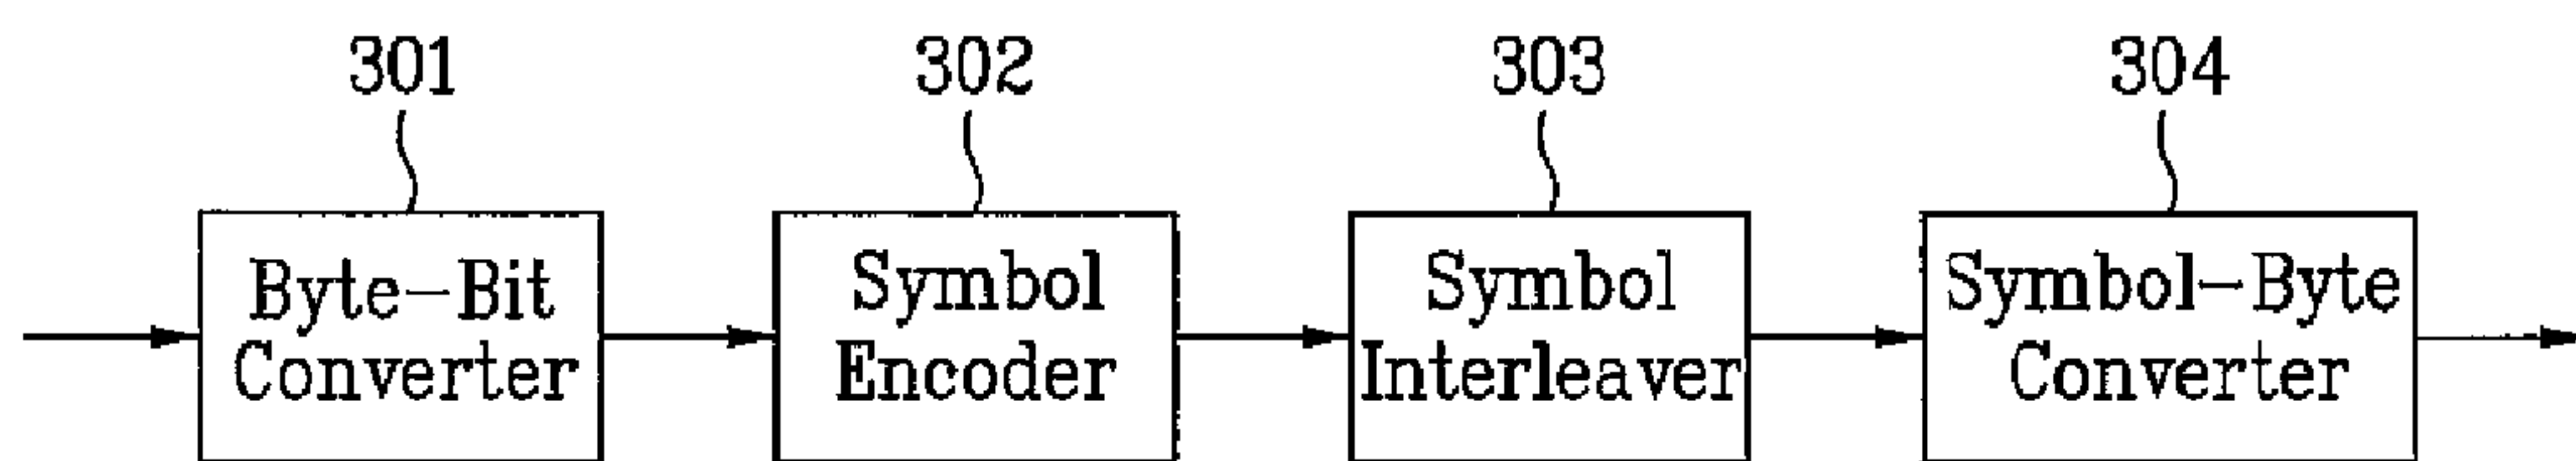 301
302
303
304
Byte-Bit
Converter
Symbol
Encoder
Symbol
Interleaver
Symbol-Byte
Converter